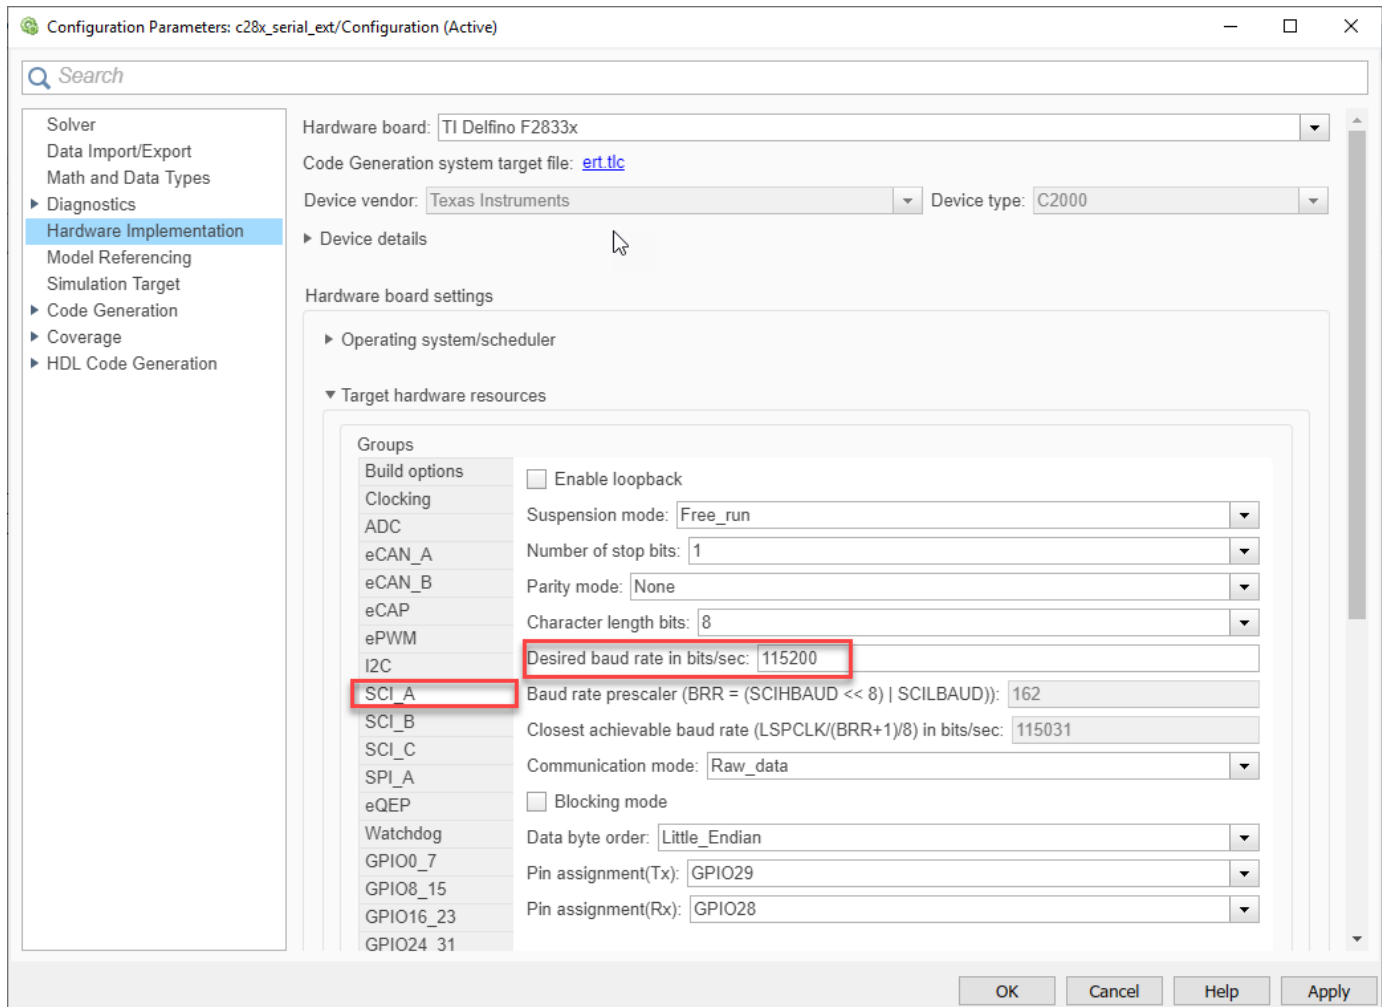 Configuration Parameters: c28x_serial_ext/Configuration (Active)
Search
Solver
Data Import/Export
Math and Data Types
Diagnostics
Hardware Implementation
Model Referencing
Simulation Target
Code Generation
Coverage
HDL Code Generation
Hardware board: TI Delfino F2833x
Code Generation system target file: ert.tlc
Device vendor: Texas Instruments Device type: C2000
Device details
Hardware board settings
Operating system/scheduler
Target hardware resources
Groups
Build options
Clocking
ADC
eCAN_A
eCAN_B
eCAP
ePWM
I2C
SCI_A
SCI_B
SCI_C
SPI_A
eQEP
Watchdog
GPIO0_7
GPIO8_15
GPIO16_23
GPIO24_31
Enable loopback
Suspension mode: Free_run
Number of stop bits: 1
Parity mode: None
Character length bits: 8
Desired baud rate in bits/sec: 115200
Baud rate prescaler (BRR = (SCIHBAUD << 8) | SCILBAUD)): 162
Closest achievable baud rate (LSPCLK/(BRR+1)/8) in bits/sec: 115031
Communication mode: Raw_data
Blocking mode
Data byte order: Little_Endian
Pin assignment(Tx): GPIO29
Pin assignment(Rx): GPIO28
OK Cancel Help Apply